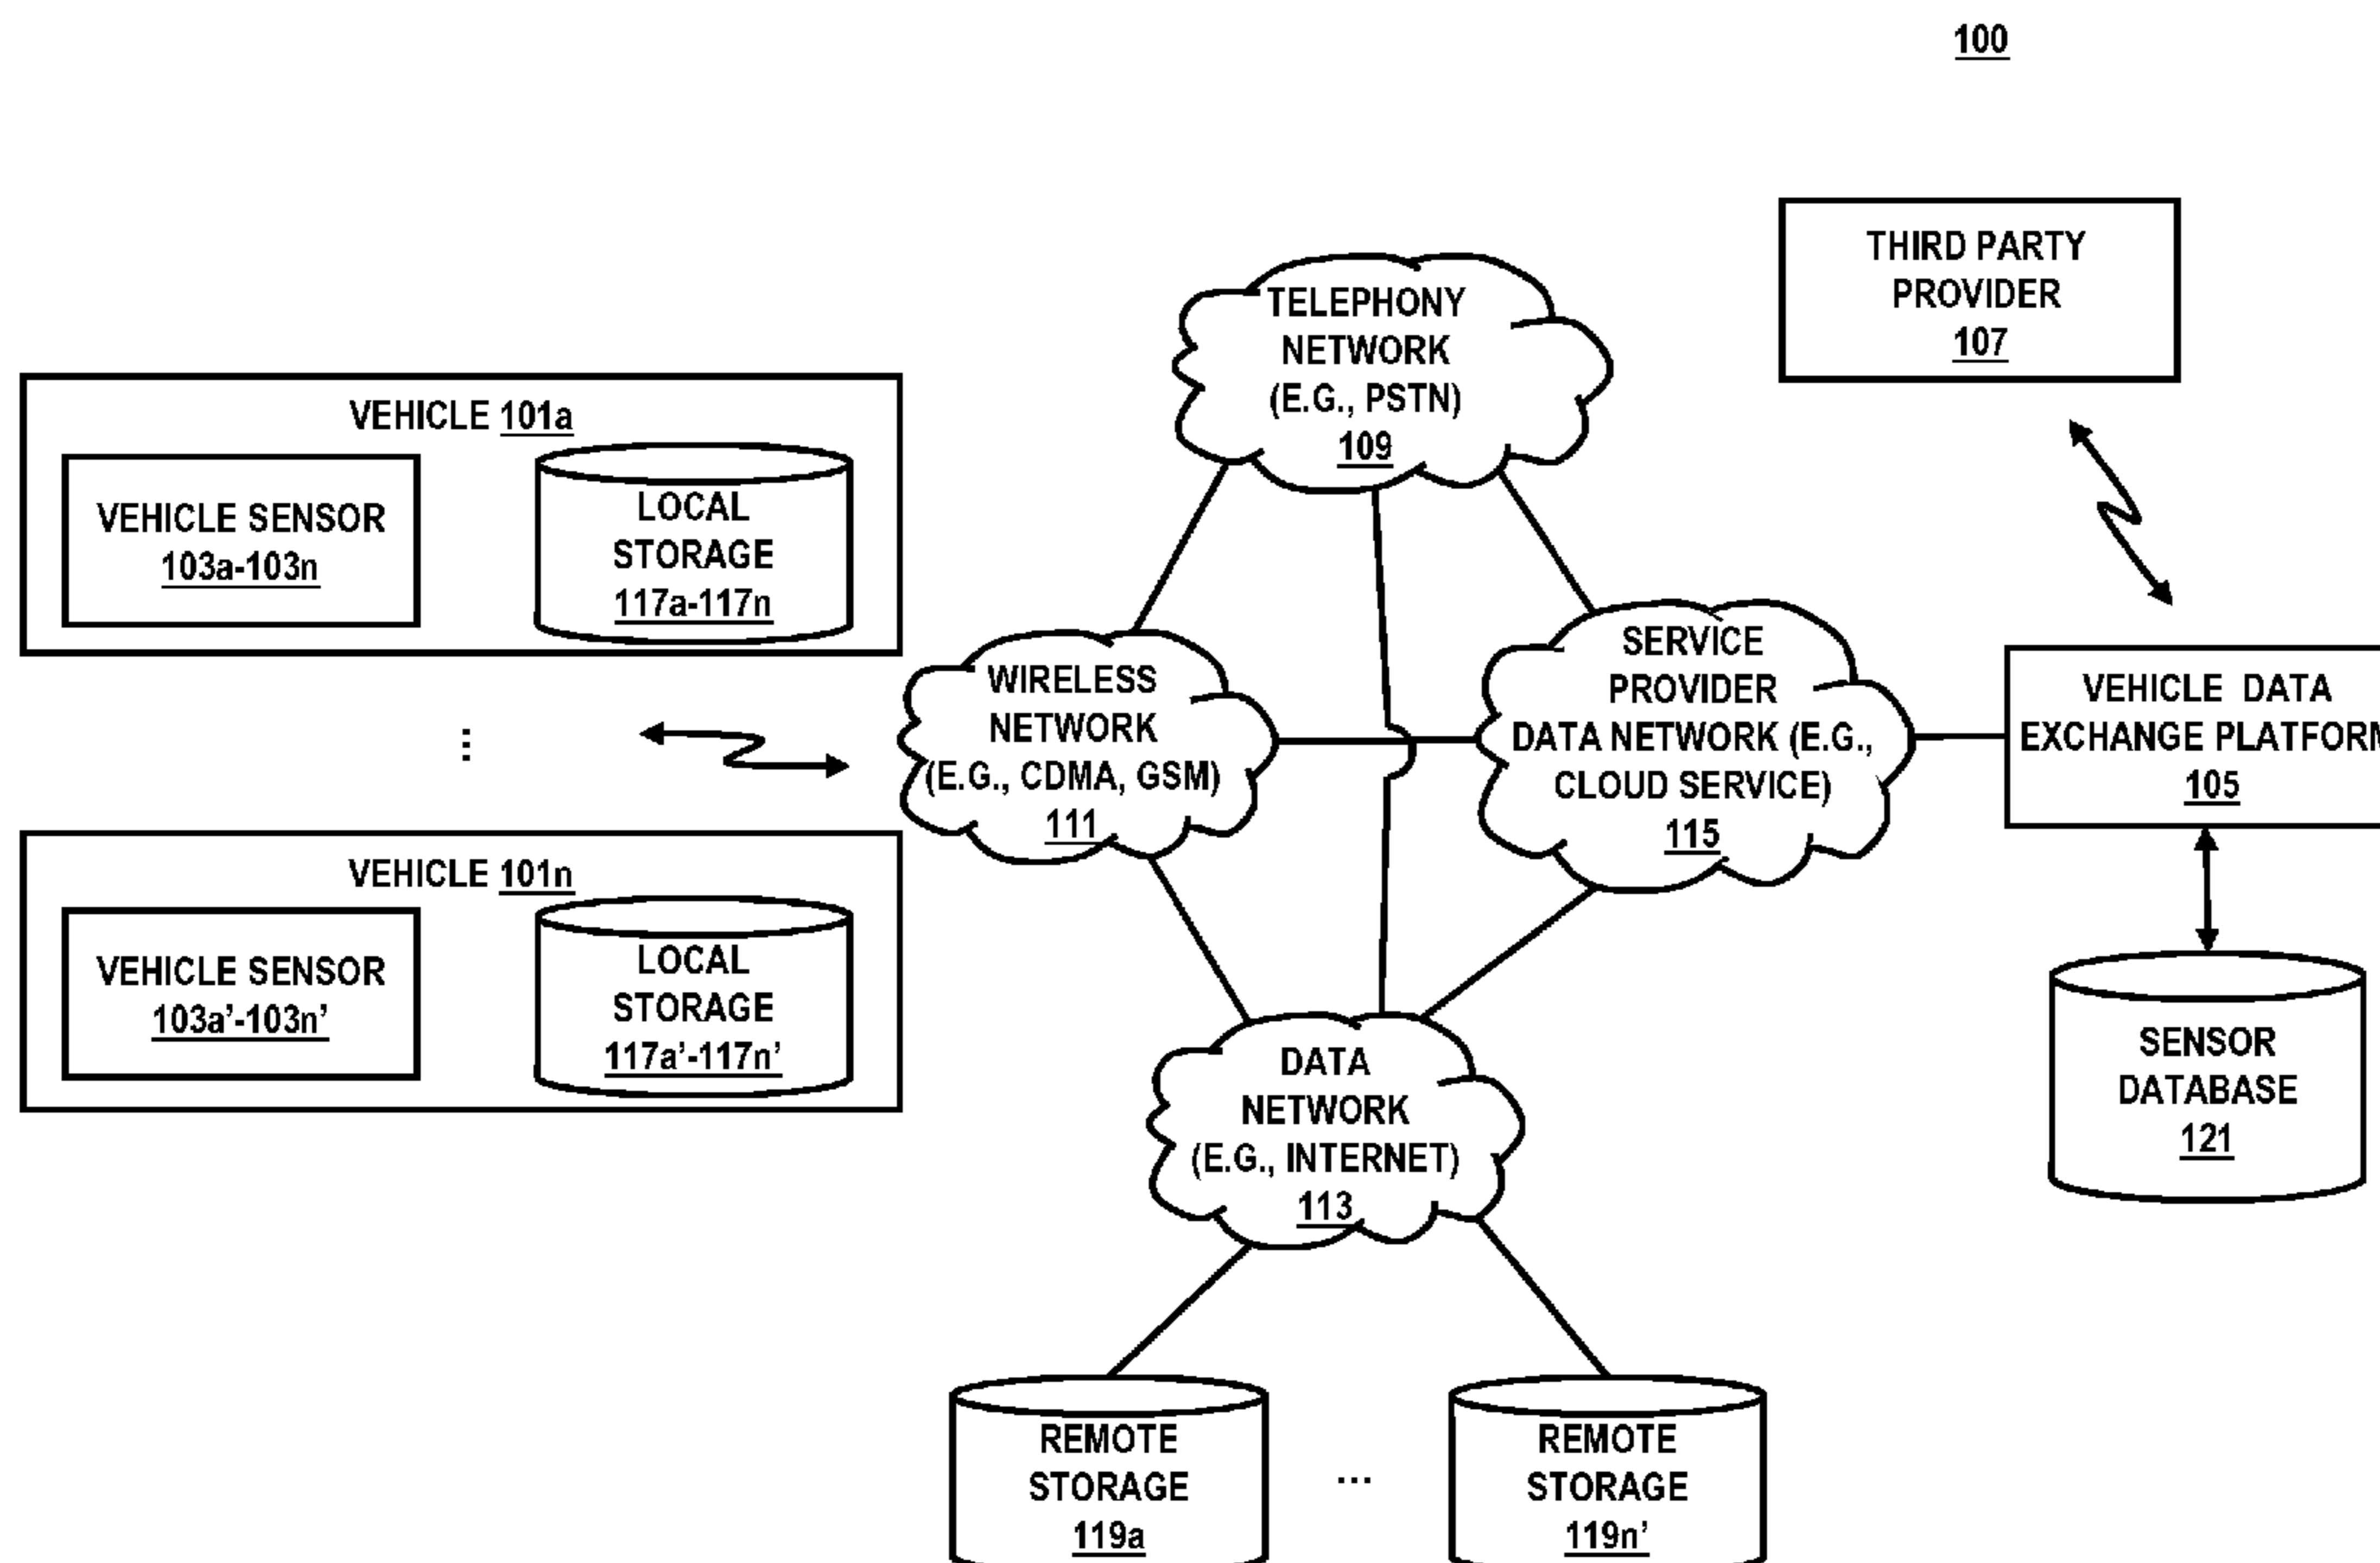 100
THIRD PARTY
PROVIDER
107
TELEPHONY
NETWORK
(E.G., PSTN)
109
VEHICLE 101a
VEHICLE SENSOR
103a-103n
LOCAL
STORAGE
117a-117n
WIRELESS
NETWORK
(E.G., CDMA, GSM)
111
SERVICE
PROVIDER
DATA NETWORK (E.G.,
CLOUD SERVICE)
115
VEHICLE DATA
EXCHANGE PLATFORM
105
...
VEHICLE 101n
VEHICLE SENSOR
103a’-103n’
LOCAL
STORAGE
117a’-117n’
DATA
NETWORK
(E.G., INTERNET)
113
SENSOR
DATABASE
121
REMOTE
STORAGE
119a
...
REMOTE
STORAGE
119n’